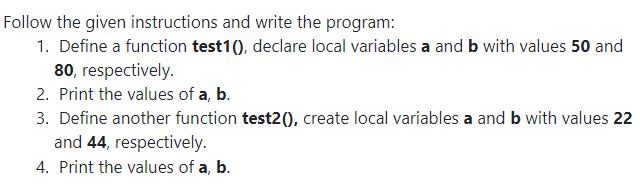 Follow the given instructions and write the program:
1. Define a function test1(), declare local variables a and b with values 50 and
80, respectively.
2. Print the values of a, b.
3. Define another function test2(), create local variables a and b with values 22
and 44, respectively.
4. Print the values of a, b.